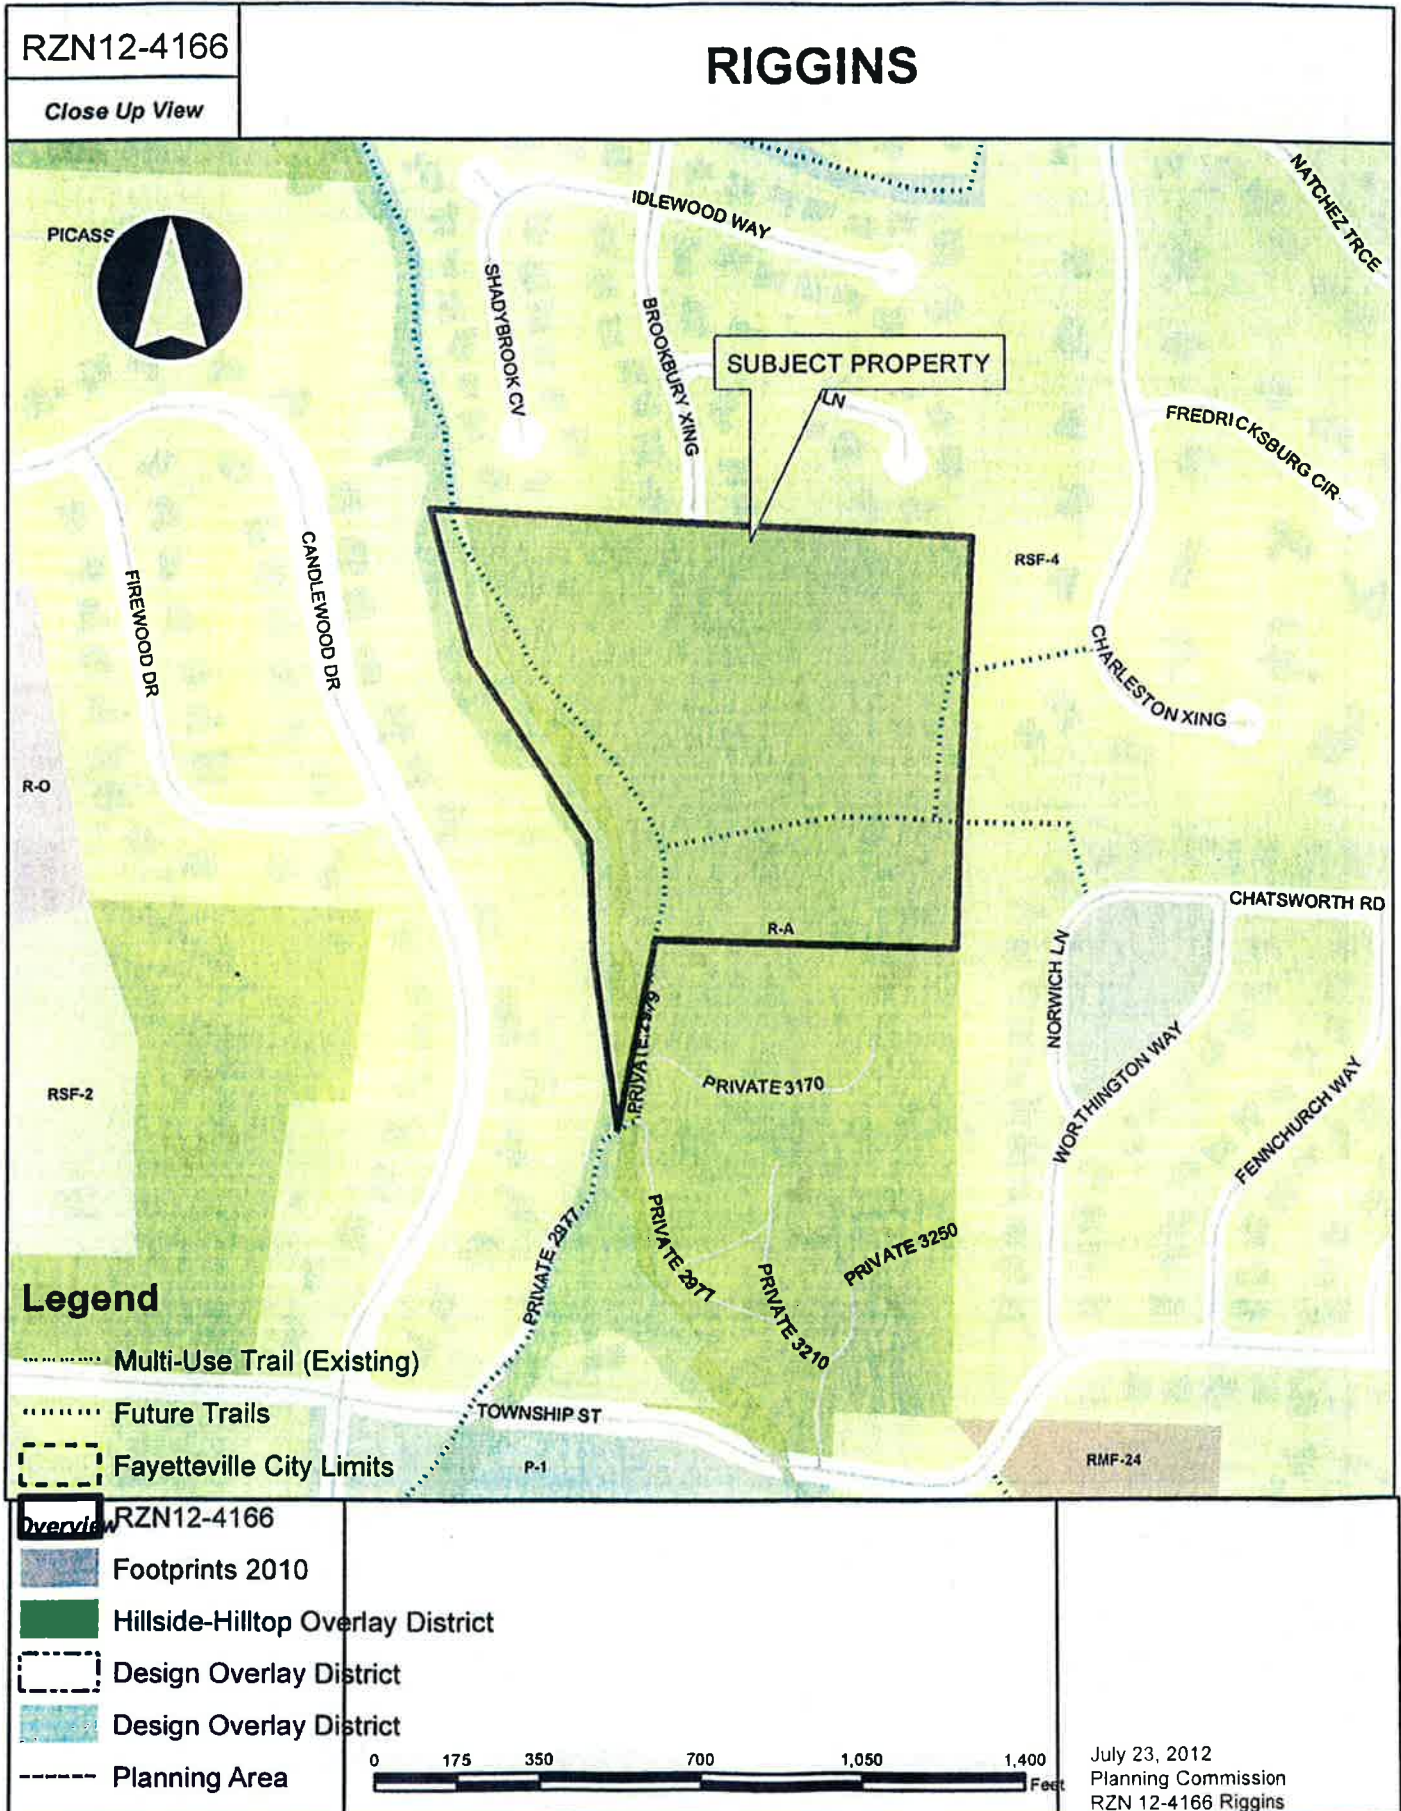 RZN12-4166
RIGGINS
Close Up View
NATCHEZ TRCE
PICASS
IDLEWOOD WAY
SHADYBROOK CV
BROOKBURY XING
SUBJECT PROPERTY
LN
FREDRICKSBURG CIR
CANDLEWOOD DR
FIREWOOD DR
RSF-4
CHARLESTON XING
R-O
CHATSWORTH RD
R-A
NORWICH LN
PRIVATE 2979
PRIVATE 3170
WORTHINGTON WAY
FENNCHURCH WAY
RSF-2
PRIVATE 2977
PRIVATE 2977
PRIVATE 3250
PRIVATE 3210
Legend
Multi-Use Trail (Existing)
Future Trails
TOWNSHIP ST
Fayetteville City Limits
P-1
RMF-24
Overview
RZN12-4166
Footprints 2010
Hillside-Hilltop Overlay District
Design Overlay District
Design Overlay District
Planning Area
0 175 350 700 1,050 1,400
Feet
July 23, 2012
Planning Commission
RZN 12-4166 Riggins